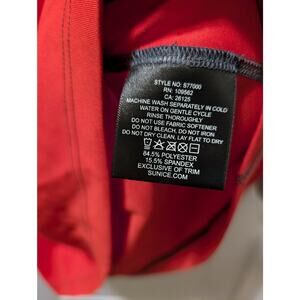 STYLE NO: S77000
RN: 109562
CA: 26125
MACHINE WASH SEPARATELY IN COLD
WATER ON GENTLE CYCLE
RINSE THOROUGHLY
DO NOT USE FABRIC SOFTENER
DO NOT BLEACH, DO NOT IRON
DO NOT DRY CLEAN, LAY FLAT TO DRY
84.5% POLYESTER
15.5% SPANDEX
EXCLUSIVE OF TRIM
SUNICE.COM